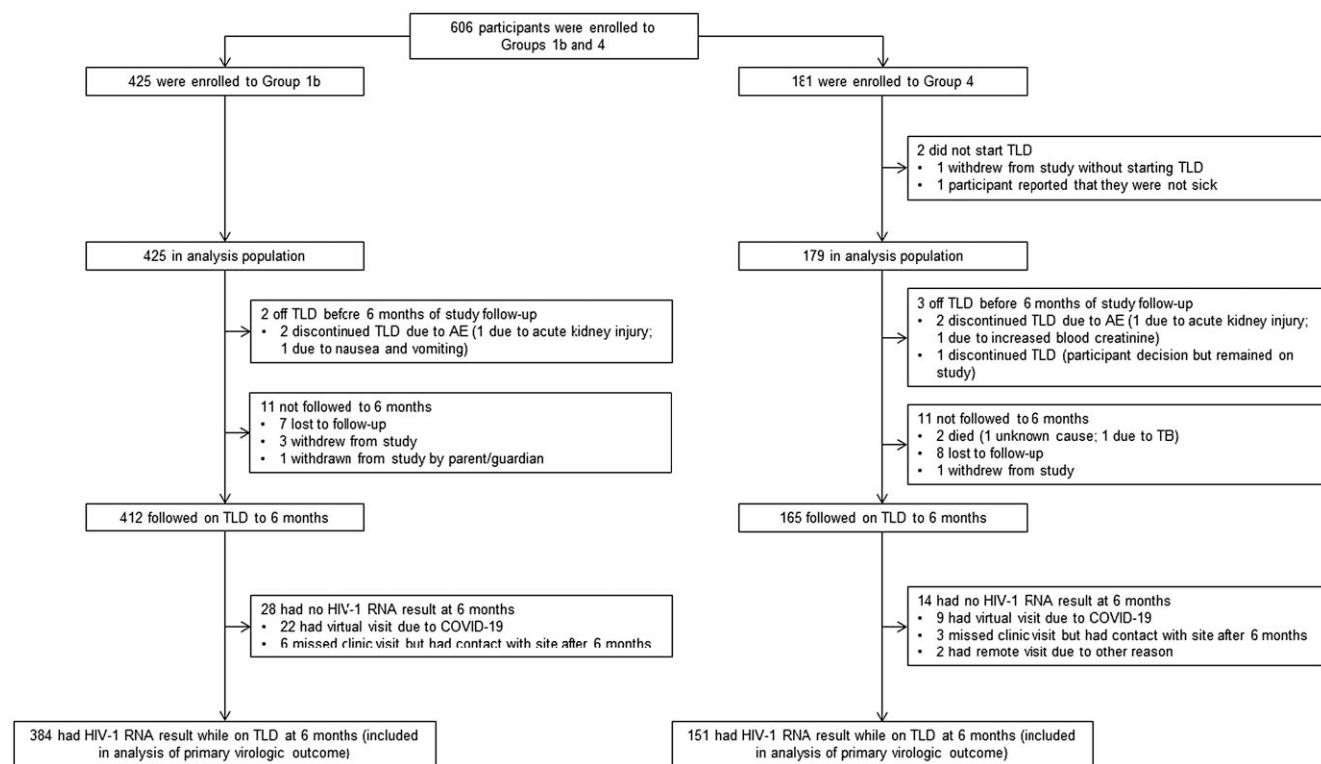 606 participants were enrolled to
Groups 1b and 4
425 were enrolled to Group 1b
181 were enrolled to Group 4
2 did not start TLD
• 1 withdrew from study without starting TLD
• 1 participant reported that they were not sick
425 in analysis population
179 in analysis population
2 off TLD before 6 months of study follow-up
• 2 discontinued TLD due to AE (1 due to acute kidney injury;
1 due to nausea and vomiting)
3 off TLD before 6 months of study follow-up
• 2 discontinued TLD due to AE (1 due to acute kidney injury;
1 due to increased blood creatinine)
• 1 discontinued TLD (participant decision but remained on
study)
11 not followed to 6 months
• 7 lost to follow-up
• 3 withdrew from study
• 1 withdrawn from study by parent/guardian
11 not followed to 6 months
• 2 died (1 unknown cause; 1 due to TB)
• 8 lost to follow-up
• 1 withdrew from study
412 followed on TLD to 6 months
165 followed on TLD to 6 months
28 had no HIV-1 RNA result at 6 months
• 22 had virtual visit due to COVID-19
• 6 missed clinic visit but had contact with site after 6 months
14 had no HIV-1 RNA result at 6 months
• 9 had virtual visit due to COVID-19
• 3 missed clinic visit but had contact with site after 6 months
• 2 had remote visit due to other reason
384 had HIV-1 RNA result while on TLD at 6 months (included
in analysis of primary virologic outcome)
151 had HIV-1 RNA result while on TLD at 6 months (included
in analysis of primary virologic outcome)